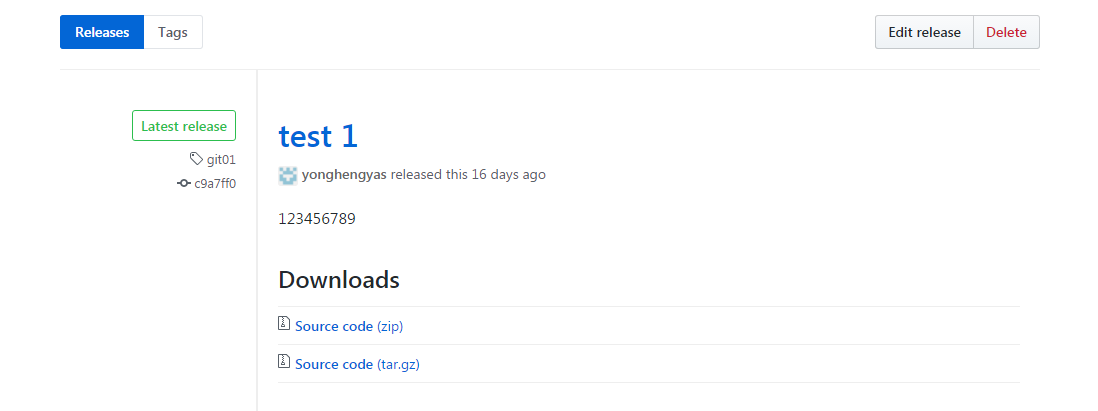 Releases Tags Edit release Delete
Latest release
git01
c9a7ff0
test 1
yonghengyas released this 16 days ago
123456789
Downloads
Source code (zip)
Source code (tar.gz)